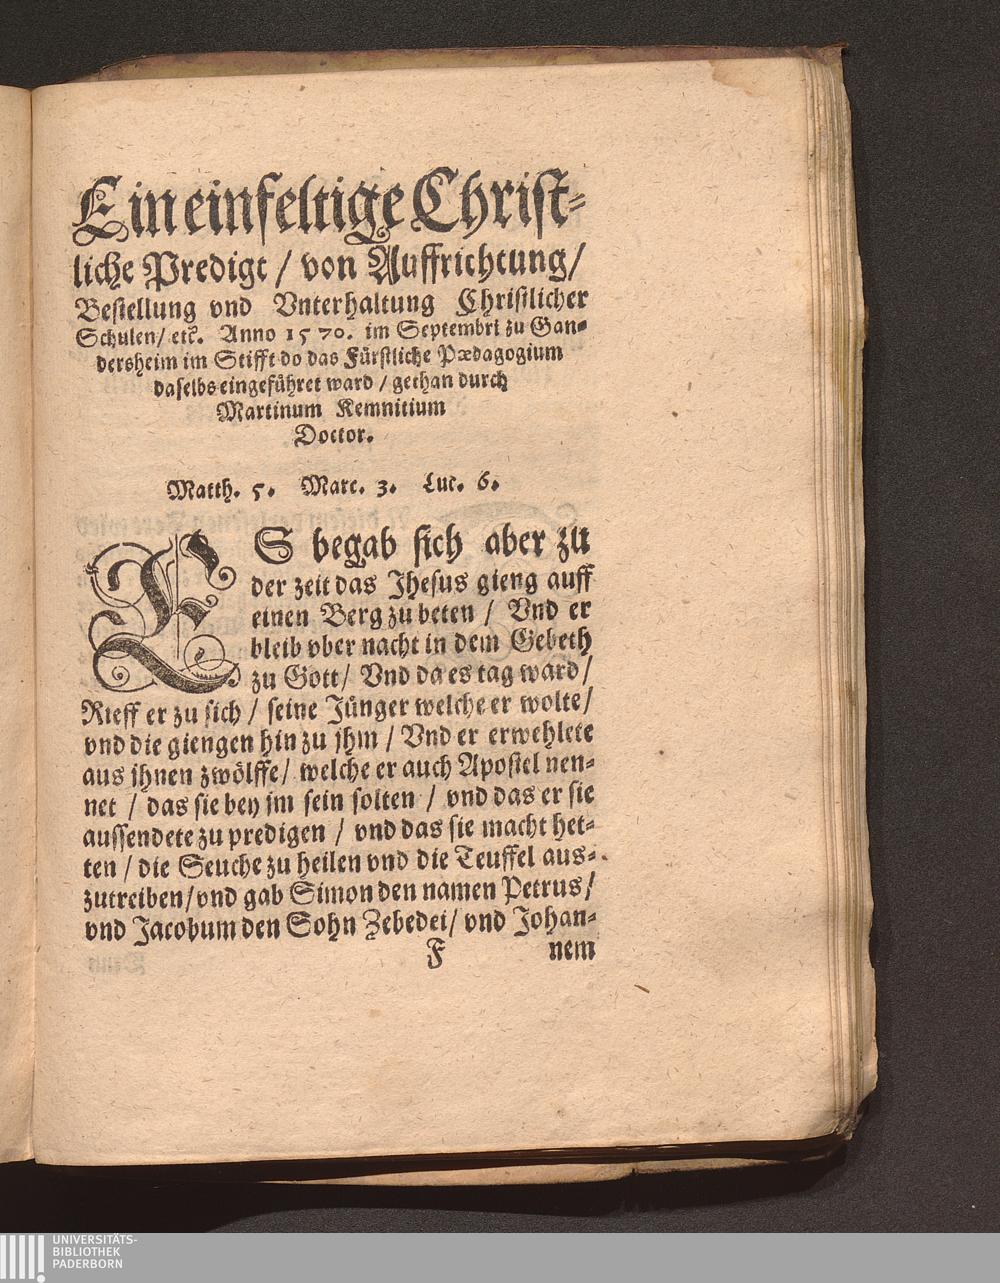 Ein einfeltige Christ-
liche Predigt / von Auffrichtung /
Bestellung vnd Vnterhaltung Christlicher
Schulen / etc. Anno 1570. im Septembri zu Gan-
dersheim im Stifft do das Fürstliche Pædagogium
daselbs eingeführet ward / gethan durch
Martinum Kemnitium
Doctor.
Matth. 5. Marc. 3. Luc. 6.
ES begab sich aber zu
der zeit das Jhesus gieng auff
einen Berg zu beten / Vnd er
bleib vber nacht in dem Gebeth
zu Gott / Vnd da es tag ward /
Rieff er zu sich / seine Jünger welche er wolte /
vnd die giengen hin zu jhm / Vnd er erwehlete
aus jhnen zwölffe / welche er auch Apostel nen-
net / das sie bey jm sein solten / vnd das er sie
aussendete zu predigen / vnd das sie macht het-
ten / die Seuche zu heilen vnd die Teuffel aus-
zutreiben / vnd gab Simon den namen Petrus /
vnd Jacobum den Sohn Zebedei / vnd Johan-
F nem
UNIVERSITÄTS-
BIBLIOTHEK
PADERBORN